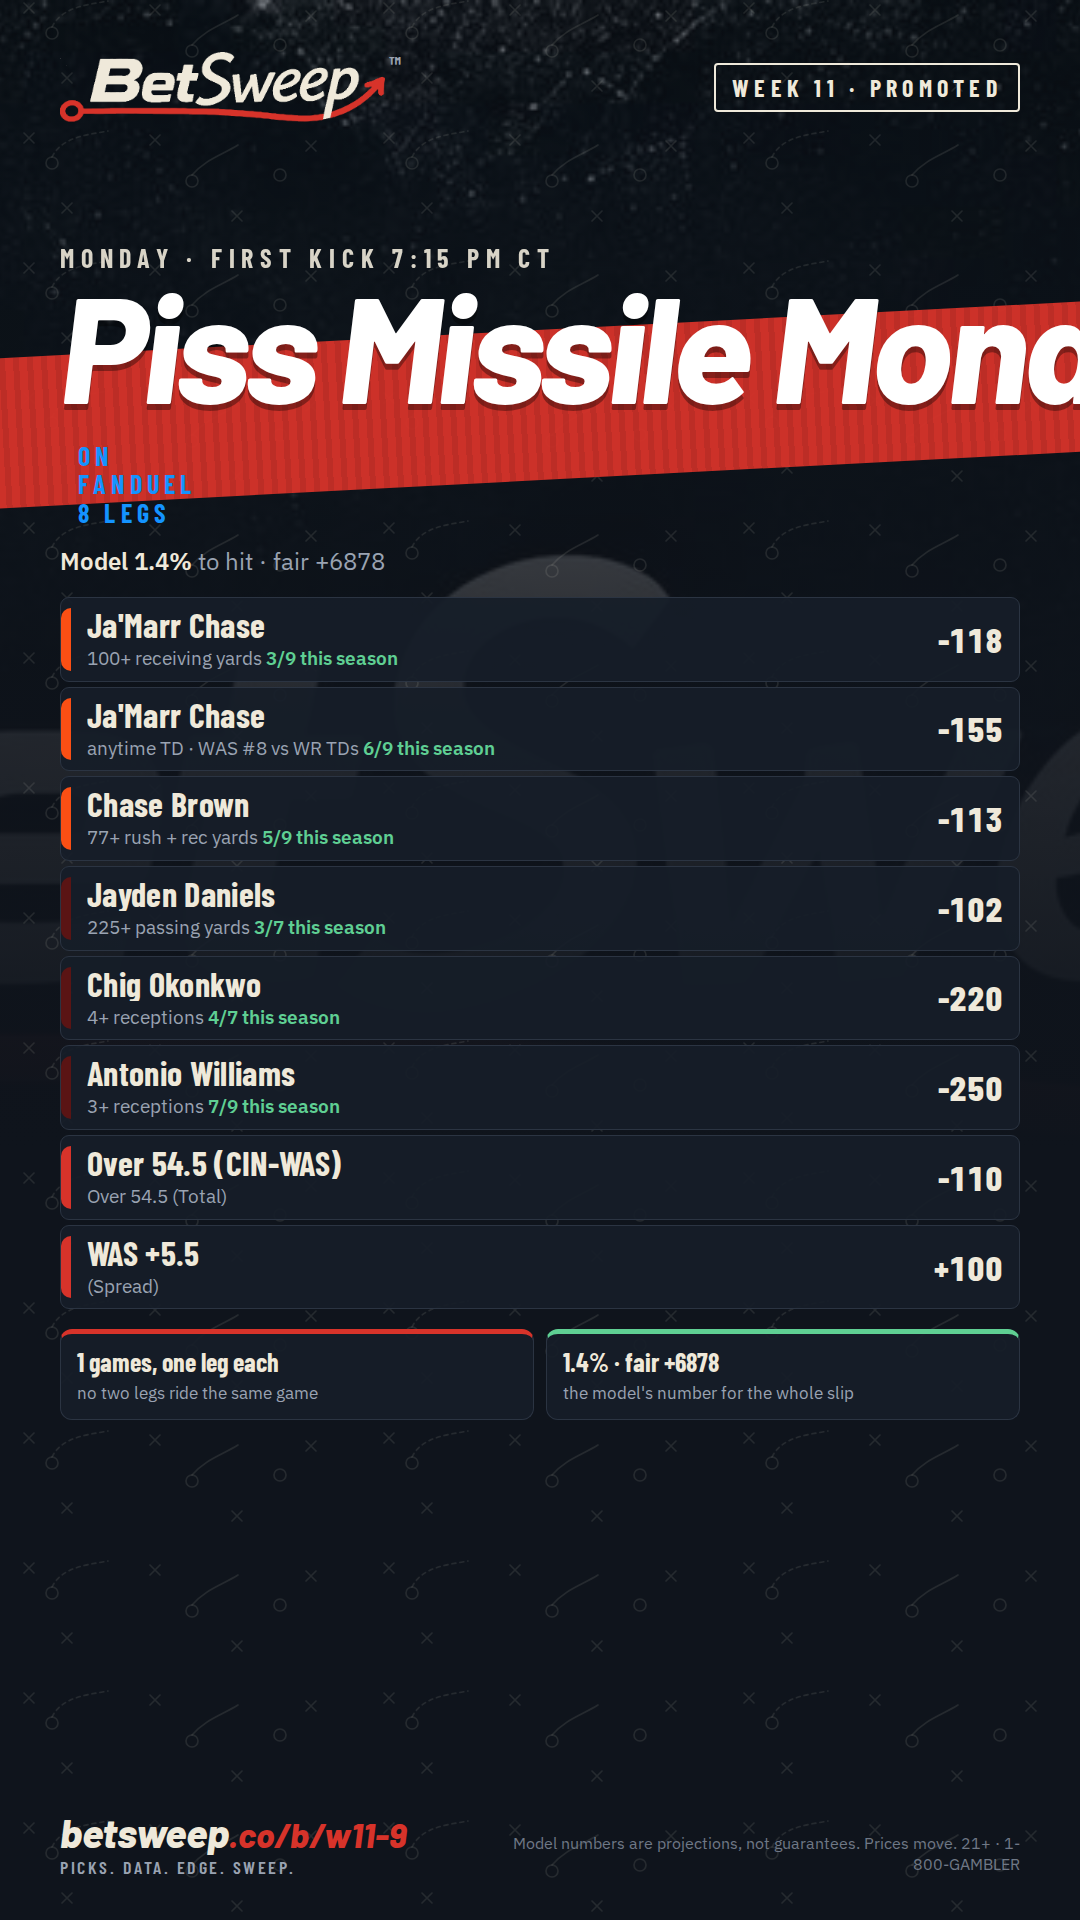 BetSweep™
WEEK 11 · PROMOTED
MONDAY · FIRST KICK 7:15 PM CT
Piss Missile Mond
ON
FANDUEL
8 LEGS
Model 1.4% to hit · fair +6878
Ja'Marr Chase
100+ receiving yards 3/9 this season
-118
Ja'Marr Chase
anytime TD · WAS #8 vs WR TDs 6/9 this season
-155
Chase Brown
77+ rush + rec yards 5/9 this season
-113
Jayden Daniels
225+ passing yards 3/7 this season
-102
Chig Okonkwo
4+ receptions 4/7 this season
-220
Antonio Williams
3+ receptions 7/9 this season
-250
Over 54.5 (CIN-WAS)
Over 54.5 (Total)
-110
WAS +5.5
(Spread)
+100
1 games, one leg each
no two legs ride the same game
1.4% · fair +6878
the model's number for the whole slip
betsweep.co/b/w11-9
PICKS. DATA. EDGE. SWEEP.
Model numbers are projections, not guarantees. Prices move. 21+ · 1-
800-GAMBLER